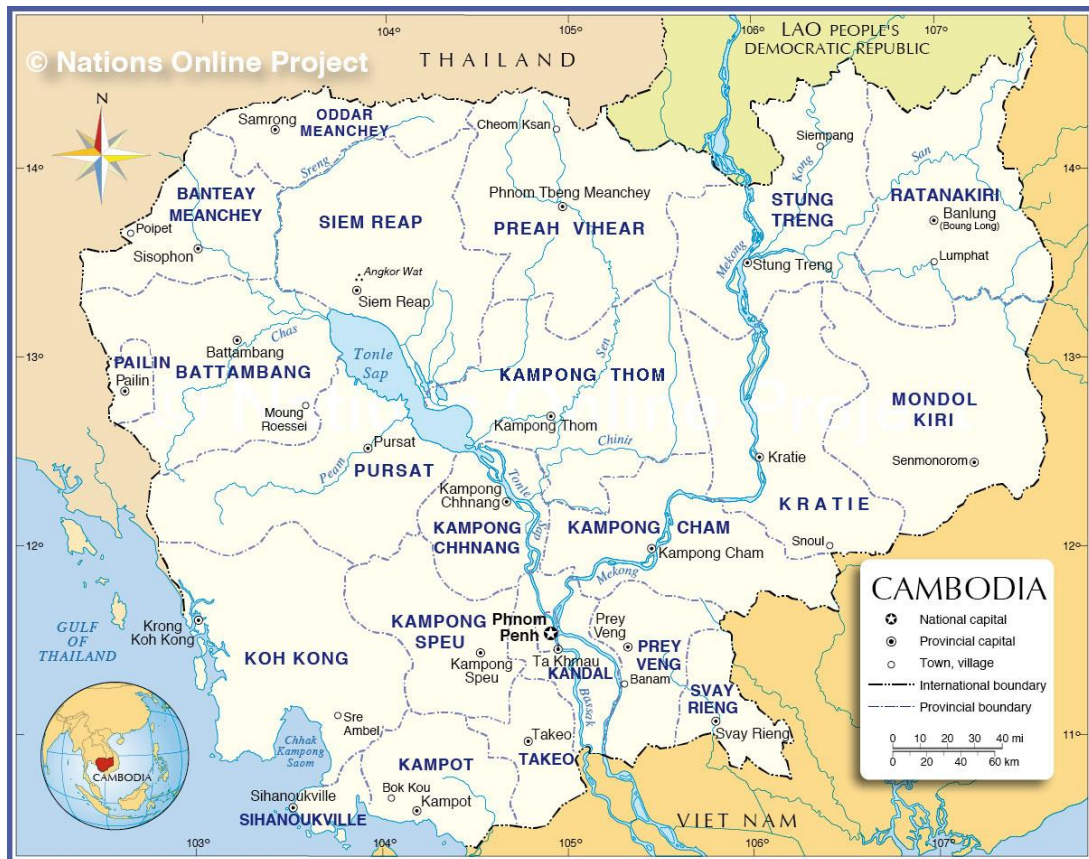 104°
105°
106°
107°
© Nations Online Project
THAILAND
LAO PEOPLE'S
DEMOCRATIC REPUBLIC
N
Samrong
ODDAR
MEANCHEY
Cheom Ksan
Siempang
14°
14°
Sreng
Kong
San
BANTEAY
MEANCHEY
Phnom Tbeng Meanchey
STUNG
TRENG
RATANAKIRI
Banlung
(Boung Long)
SIEM REAP
PREAH VIHEAR
Poipet
Sisophon
Mekong
Stung Treng
Lumphat
Angkor Wat
Siem Reap
13°
13°
Chas
Battambang
Tonle
Sap
Sen
PAILIN
Pailin
BATTAMBANG
KAMPONG THOM
Moung
Roessei
MONDOL
KIRI
Kampong Thom
Pursat
Chinit
Peam
PURSAT
Kratie
Senmonorom
Kampong
Chhnang
Tonle
Sap
KRATIE
KAMPONG
CHHNANG
KAMPONG CHAM
Snoul
12°
12°
Kampong Cham
Mekong
CAMBODIA
National capital
Provincial capital
Town, village
International boundary
Provincial boundary
0 10 20 30 40 mi
0 20 40 60 km
GULF
OF
THAILAND
Krong
Koh Kong
KAMPONG
SPEU
Phnom
Penh
Prey
Veng
PREY
VENG
KOH KONG
Kampong
Speu
Ta Khmau
KANDAL
Banam
SVAY
RIENG
Bassak
Sre
Ambel
Svay Rieng
11°
Takeo
TAKEO
Chhak
Kampong
Saom
CAMBODIA
KAMPOT
Bok Kou
Kampot
Sihanoukville
SIHANOUKVILLE
VIET NAM
103°
104°
105°
106°
107°